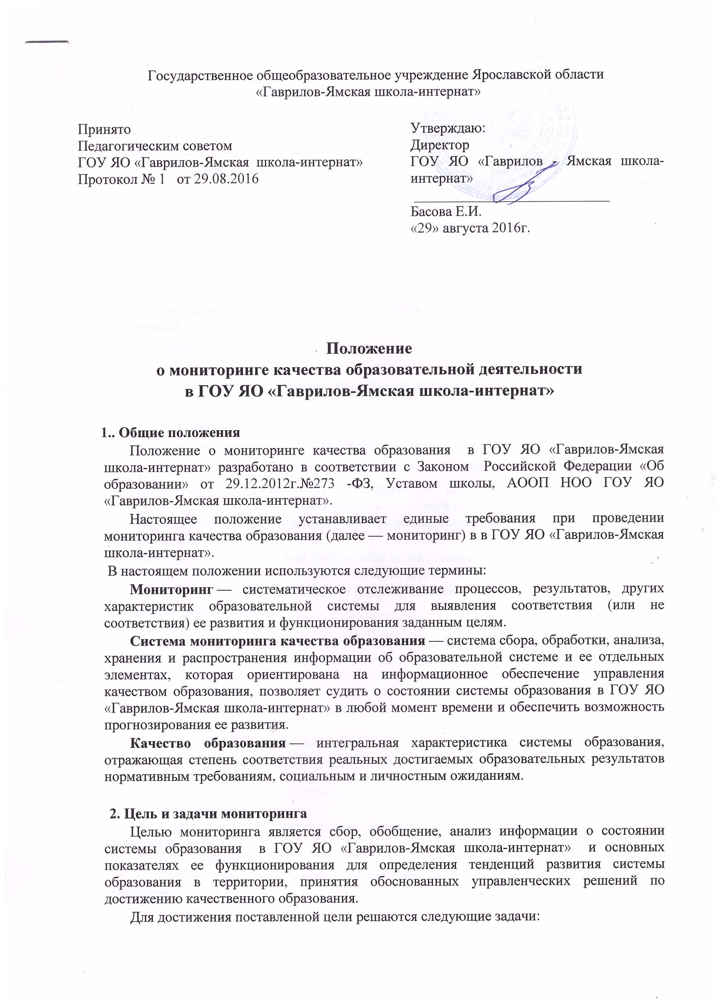 Государственное общеобразовательное учреждение Ярославской области
«Гаврилов-Ямская школа-интернат»
Принято
Педагогическим советом
ГОУ ЯО «Гаврилов-Ямская школа-интернат»
Протокол № 1 от 29.08.2016
Утверждаю:
Директор
ГОУ ЯО «Гаврилов - Ямская школа-
интернат»
Басова Е.И.
«29» августа 2016г.
Положение
о мониторинге качества образовательной деятельности
в ГОУ ЯО «Гаврилов-Ямская школа-интернат»
1.. Общие положения
Положение о мониторинге качества образования в ГОУ ЯО «Гаврилов-Ямская
школа-интернат» разработано в соответствии с Законом Российской Федерации «Об
образовании» от 29.12.2012г.№273 -ФЗ, Уставом школы, АООП НОО ГОУ ЯО
«Гаврилов-Ямская школа-интернат».
Настоящее положение устанавливает единые требования при проведении
мониторинга качества образования (далее — мониторинг) в в ГОУ ЯО «Гаврилов-Ямская
школа-интернат».
В настоящем положении используются следующие термины:
Мониторинг — систематическое отслеживание процессов, результатов, других
характеристик образовательной системы для выявления соответствия (или не
соответствия) ее развития и функционирования заданным целям.
Система мониторинга качества образования — система сбора, обработки, анализа,
хранения и распространения информации об образовательной системе и ее отдельных
элементах, которая ориентирована на информационное обеспечение управления
качеством образования, позволяет судить о состоянии системы образования в ГОУ ЯО
«Гаврилов-Ямская школа-интернат» в любой момент времени и обеспечить возможность
прогнозирования ее развития.
Качество образования — интегральная характеристика системы образования,
отражающая степень соответствия реальных достигаемых образовательных результатов
нормативным требованиям, социальным и личностным ожиданиям.
2. Цель и задачи мониторинга
Целью мониторинга является сбор, обобщение, анализ информации о состоянии
системы образования в ГОУ ЯО «Гаврилов-Ямская школа-интернат» и основных
показателях ее функционирования для определения тенденций развития системы
образования в территории, принятия обоснованных управленческих решений по
достижению качественного образования.
Для достижения поставленной цели решаются следующие задачи: